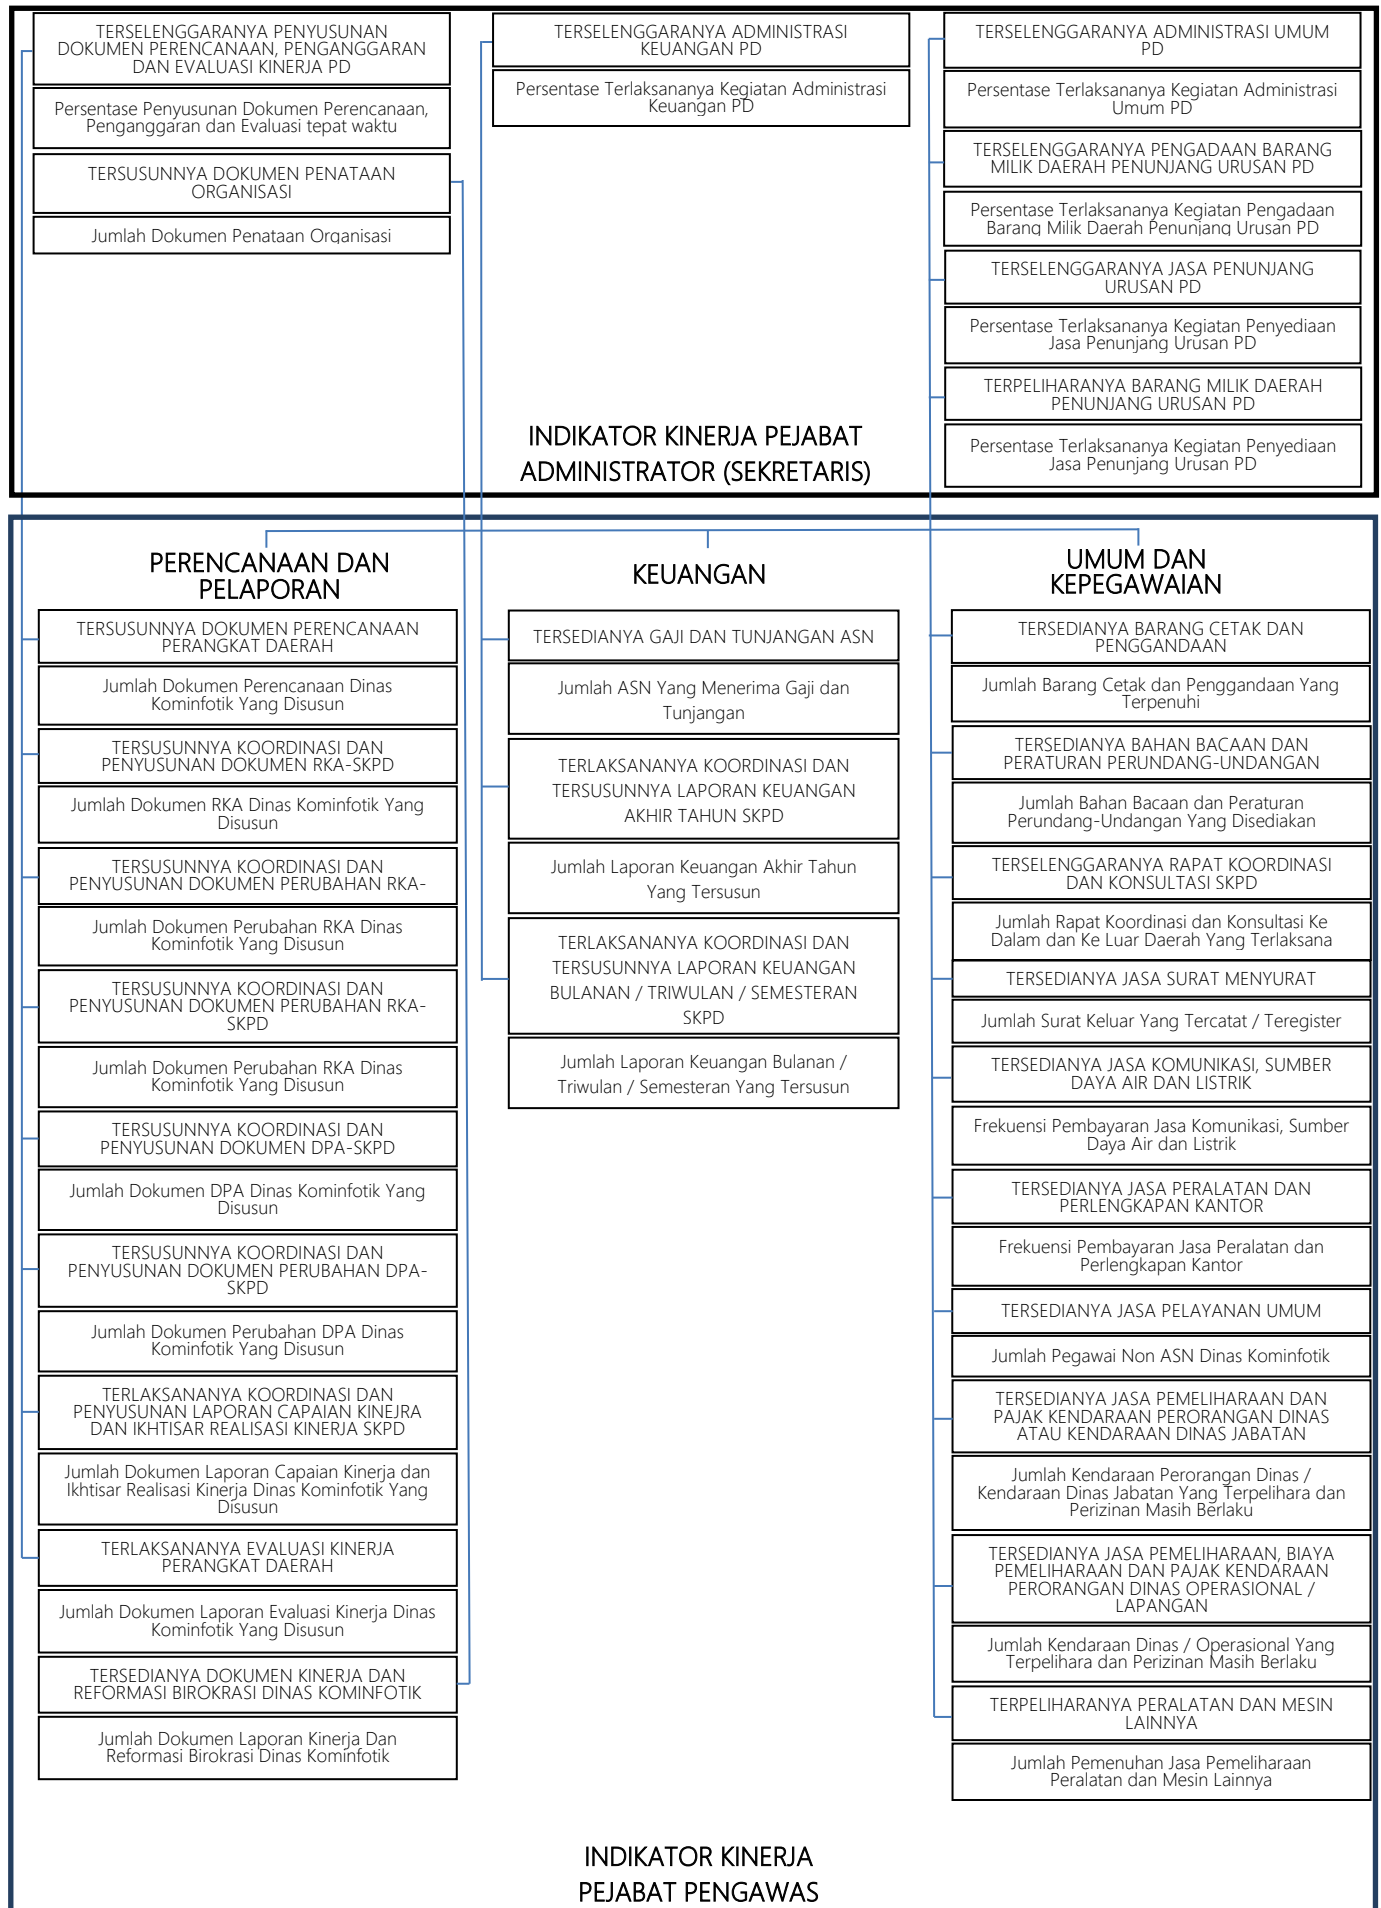 TERSELENGGARANYA PENYUSUNAN
DOKUMEN PERENCANAAN, PENGANGGARAN
DAN EVALUASI KINERJA PD
Persentase Penyusunan Dokumen Perencanaan,
Penganggaran dan Evaluasi tepat waktu
TERSUSUNNYA DOKUMEN PENATAAN
ORGANISASI
Jumlah Dokumen Penataan Organisasi
TERSELENGGARANYA ADMINISTRASI
KEUANGAN PD
Persentase Terlaksananya Kegiatan Administrasi
Keuangan PD
TERSELENGGARANYA ADMINISTRASI UMUM
PD
Persentase Terlaksananya Kegiatan Administrasi
Umum PD
TERSELENGGARANYA PENGADAAN BARANG
MILIK DAERAH PENUNJANG URUSAN PD
Persentase Terlaksananya Kegiatan Pengadaan
Barang Milik Daerah Penunjang Urusan PD
TERSELENGGARANYA JASA PENUNJANG
URUSAN PD
Persentase Terlaksananya Kegiatan Penyediaan
Jasa Penunjang Urusan PD
TERPELIHARANYA BARANG MILIK DAERAH
PENUNJANG URUSAN PD
Persentase Terlaksananya Kegiatan Penyediaan
Jasa Penunjang Urusan PD
INDIKATOR KINERJA PEJABAT
ADMINISTRATOR (SEKRETARIS)
PERENCANAAN DAN
PELAPORAN
TERSUSUNNYA DOKUMEN PERENCANAAN
PERANGKAT DAERAH
Jumlah Dokumen Perencanaan Dinas
Kominfotik Yang Disusun
TERSUSUNNYA KOORDINASI DAN
PENYUSUNAN DOKUMEN RKA-SKPD
Jumlah Dokumen RKA Dinas Kominfotik Yang
Disusun
TERSUSUNNYA KOORDINASI DAN
PENYUSUNAN DOKUMEN PERUBAHAN RKA-
Jumlah Dokumen Perubahan RKA Dinas
Kominfotik Yang Disusun
TERSUSUNNYA KOORDINASI DAN
PENYUSUNAN DOKUMEN PERUBAHAN RKA-
SKPD
Jumlah Dokumen Perubahan RKA Dinas
Kominfotik Yang Disusun
TERSUSUNNYA KOORDINASI DAN
PENYUSUNAN DOKUMEN DPA-SKPD
Jumlah Dokumen DPA Dinas Kominfotik Yang
Disusun
TERSUSUNNYA KOORDINASI DAN
PENYUSUNAN DOKUMEN PERUBAHAN DPA-
SKPD
Jumlah Dokumen Perubahan DPA Dinas
Kominfotik Yang Disusun
TERLAKSANANYA KOORDINASI DAN
PENYUSUNAN LAPORAN CAPAIAN KINEJRA
DAN IKHTISAR REALISASI KINERJA SKPD
Jumlah Dokumen Laporan Capaian Kinerja dan
Ikhtisar Realisasi Kinerja Dinas Kominfotik Yang
Disusun
TERLAKSANANYA EVALUASI KINERJA
PERANGKAT DAERAH
Jumlah Dokumen Laporan Evaluasi Kinerja Dinas
Kominfotik Yang Disusun
TERSEDIANYA DOKUMEN KINERJA DAN
REFORMASI BIROKRASI DINAS KOMINFOTIK
Jumlah Dokumen Laporan Kinerja Dan
Reformasi Birokrasi Dinas Kominfotik
KEUANGAN
TERSEDIANYA GAJI DAN TUNJANGAN ASN
Jumlah ASN Yang Menerima Gaji dan
Tunjangan
TERLAKSANANYA KOORDINASI DAN
TERSUSUNNYA LAPORAN KEUANGAN
AKHIR TAHUN SKPD
Jumlah Laporan Keuangan Akhir Tahun
Yang Tersusun
TERLAKSANANYA KOORDINASI DAN
TERSUSUNNYA LAPORAN KEUANGAN
BULANAN / TRIWULAN / SEMESTERAN
SKPD
Jumlah Laporan Keuangan Bulanan /
Triwulan / Semesteran Yang Tersusun
UMUM DAN
KEPEGAWAIAN
TERSEDIANYA BARANG CETAK DAN
PENGGANDAAN
Jumlah Barang Cetak dan Penggandaan Yang
Terpenuhi
TERSEDIANYA BAHAN BACAAN DAN
PERATURAN PERUNDANG-UNDANGAN
Jumlah Bahan Bacaan dan Peraturan
Perundang-Undangan Yang Disediakan
TERSELENGGARANYA RAPAT KOORDINASI
DAN KONSULTASI SKPD
Jumlah Rapat Koordinasi dan Konsultasi Ke
Dalam dan Ke Luar Daerah Yang Terlaksana
TERSEDIANYA JASA SURAT MENYURAT
Jumlah Surat Keluar Yang Tercatat / Teregister
TERSEDIANYA JASA KOMUNIKASI, SUMBER
DAYA AIR DAN LISTRIK
Frekuensi Pembayaran Jasa Komunikasi, Sumber
Daya Air dan Listrik
TERSEDIANYA JASA PERALATAN DAN
PERLENGKAPAN KANTOR
Frekuensi Pembayaran Jasa Peralatan dan
Perlengkapan Kantor
TERSEDIANYA JASA PELAYANAN UMUM
Jumlah Pegawai Non ASN Dinas Kominfotik
TERSEDIANYA JASA PEMELIHARAAN DAN
PAJAK KENDARAAN PERORANGAN DINAS
ATAU KENDARAAN DINAS JABATAN
Jumlah Kendaraan Perorangan Dinas /
Kendaraan Dinas Jabatan Yang Terpelihara dan
Perizinan Masih Berlaku
TERSEDIANYA JASA PEMELIHARAAN, BIAYA
PEMELIHARAAN DAN PAJAK KENDARAAN
PERORANGAN DINAS OPERASIONAL /
LAPANGAN
Jumlah Kendaraan Dinas / Operasional Yang
Terpelihara dan Perizinan Masih Berlaku
TERPELIHARANYA PERALATAN DAN MESIN
LAINNYA
Jumlah Pemenuhan Jasa Pemeliharaan
Peralatan dan Mesin Lainnya
INDIKATOR KINERJA
PEJABAT PENGAWAS